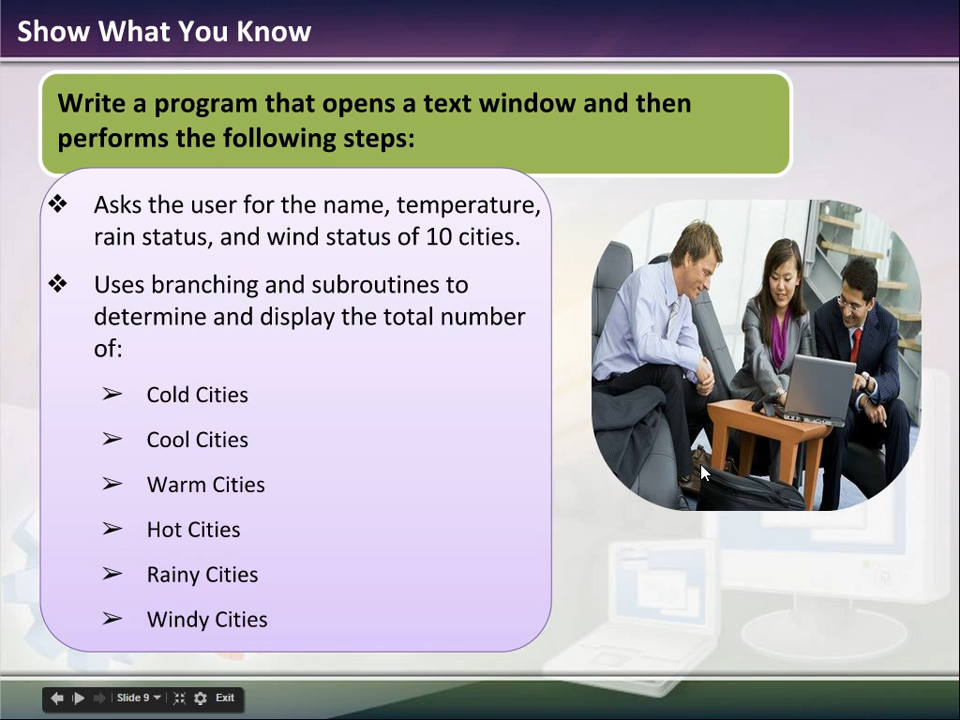 Show What You Know
Write a program that opens a text window and then
performs the following steps:
❖ Asks the user for the name, temperature,
rain status, and wind status of 10 cities.
❖ Uses branching and subroutines to
determine and display the total number
of:
➢ Cold Cities
➢ Cool Cities
➢ Warm Cities
➢ Hot Cities
➢ Rainy Cities
➢ Windy Cities
Slide 9 Exit